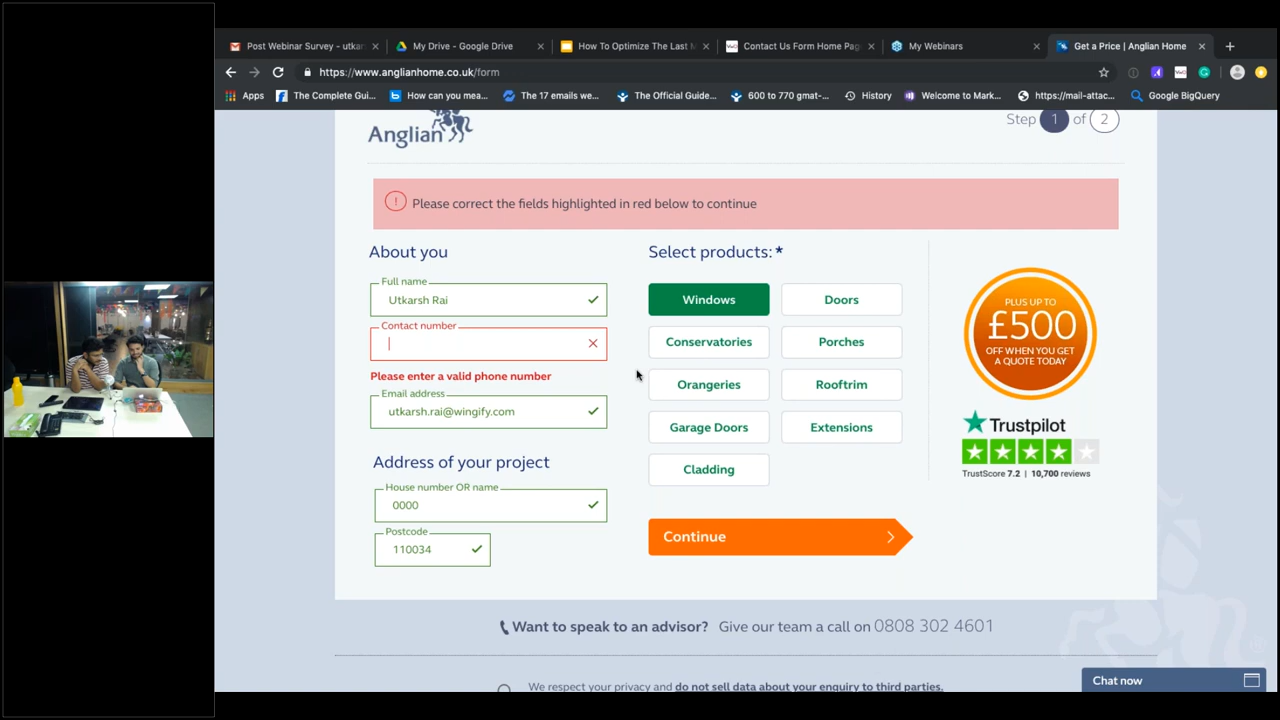 Post Webinar Survey - utkar
My Drive - Google Drive
How To Optimize The Last M
Contact Us Form Home Pag
My Webinars
Get a Price | Anglian Home
https://www.anglianhome.co.uk/form
Apps
The Complete Gui...
How can you mea...
The 17 emails we...
The Official Guide...
600 to 770 gmat-...
History
Welcome to Mark...
https://mail-attac...
Google BigQuery
Anglian
Step 1 of 2
Please correct the fields highlighted in red below to continue
About you
Full name
Utkarsh Rai
Contact number
Please enter a valid phone number
Email address
utkarsh.rai@wingify.com
Address of your project
House number OR name
0000
Postcode
110034
Select products: *
Windows
Doors
Conservatories
Porches
Orangeries
Rooftrim
Garage Doors
Extensions
Cladding
Continue
PLUS UP TO
£500
OFF WHEN YOU GET
A QUOTE TODAY
Trustpilot
TrustScore 7.2 | 10,700 reviews
Want to speak to an advisor? Give our team a call on 0808 302 4601
We respect your privacy and do not sell data about your enquiry to third parties.
Chat now